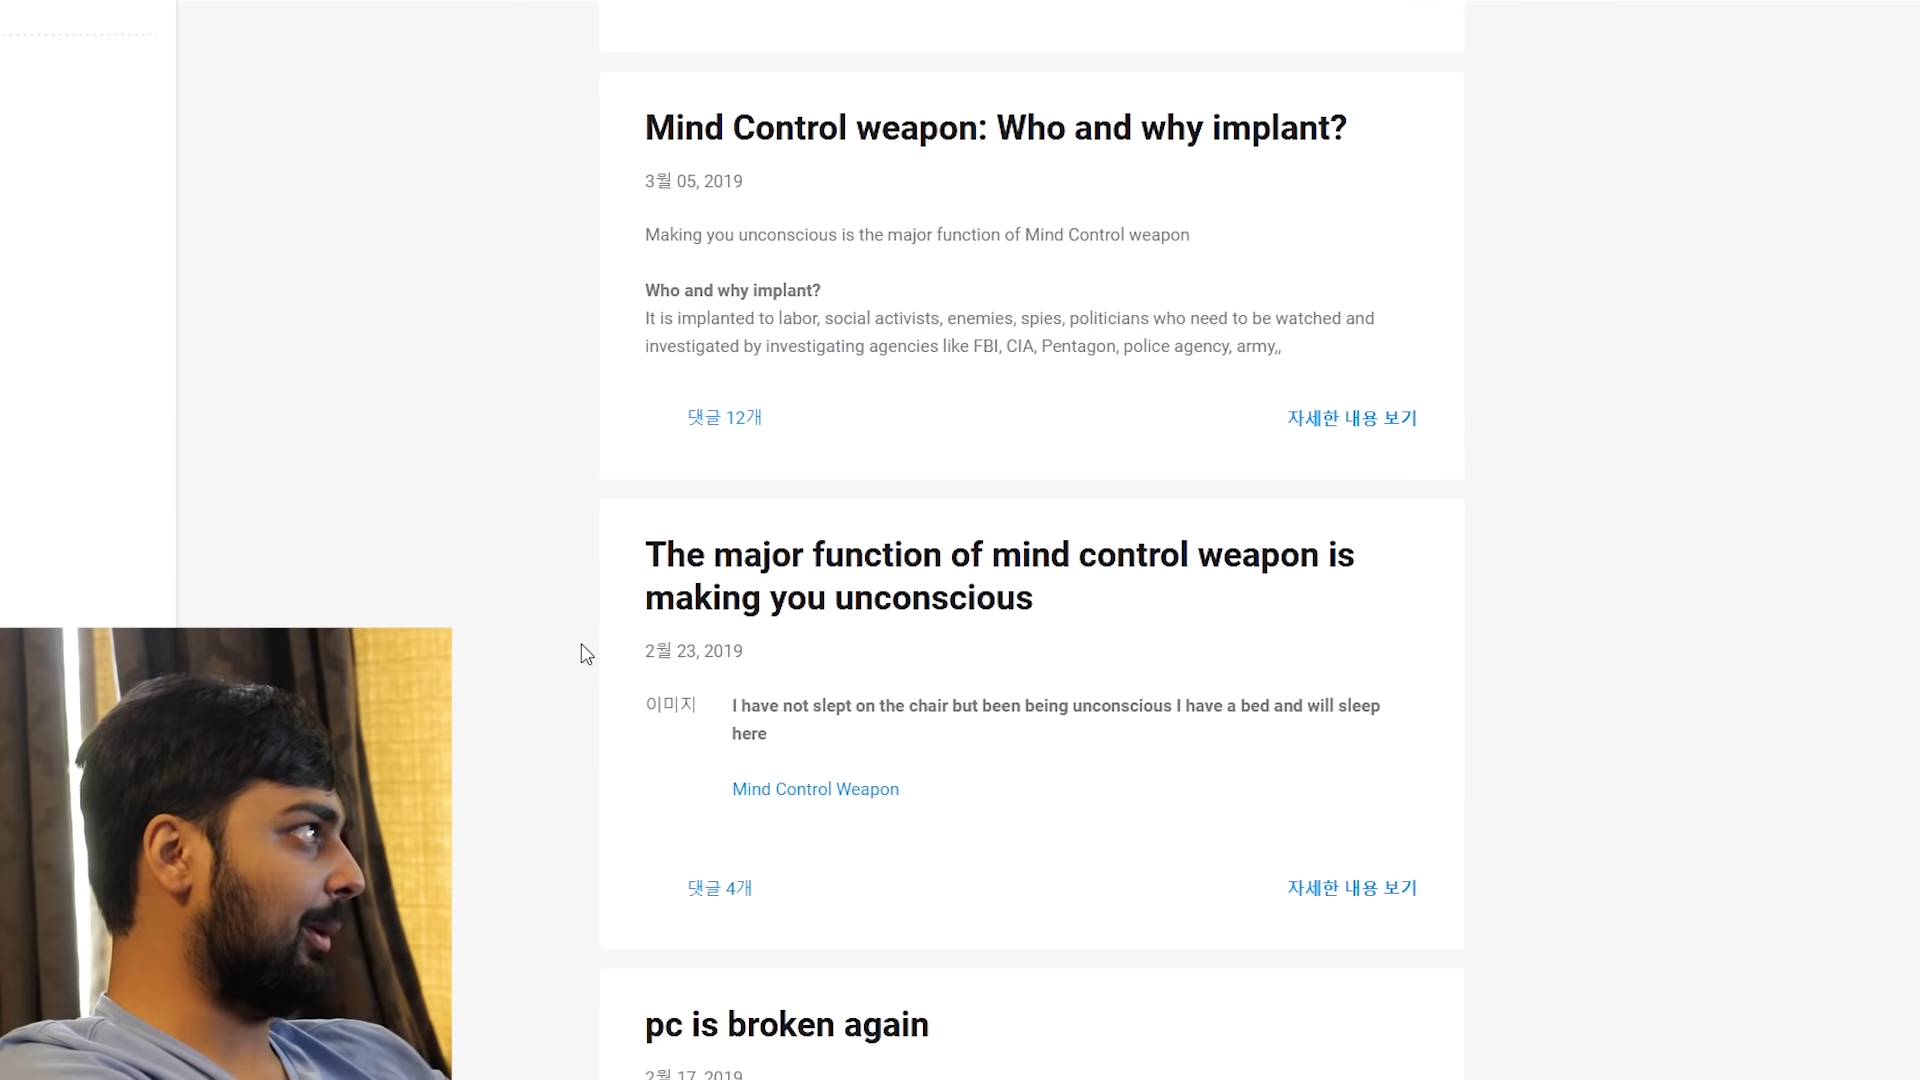 Mind Control weapon: Who and why implant?
3월 05, 2019
Making you unconscious is the major function of Mind Control weapon
Who and why implant?
It is implanted to labor, social activists, enemies, spies, politicians who need to be watched and
investigated by investigating agencies like FBI, CIA, Pentagon, police agency, army,,
댓글 12개
자세한 내용 보기
The major function of mind control weapon is
making you unconscious
2월 23, 2019
이미지
I have not slept on the chair but been being unconscious I have a bed and will sleep
here
Mind Control Weapon
댓글 4개
자세한 내용 보기
pc is broken again
2월 17, 2019